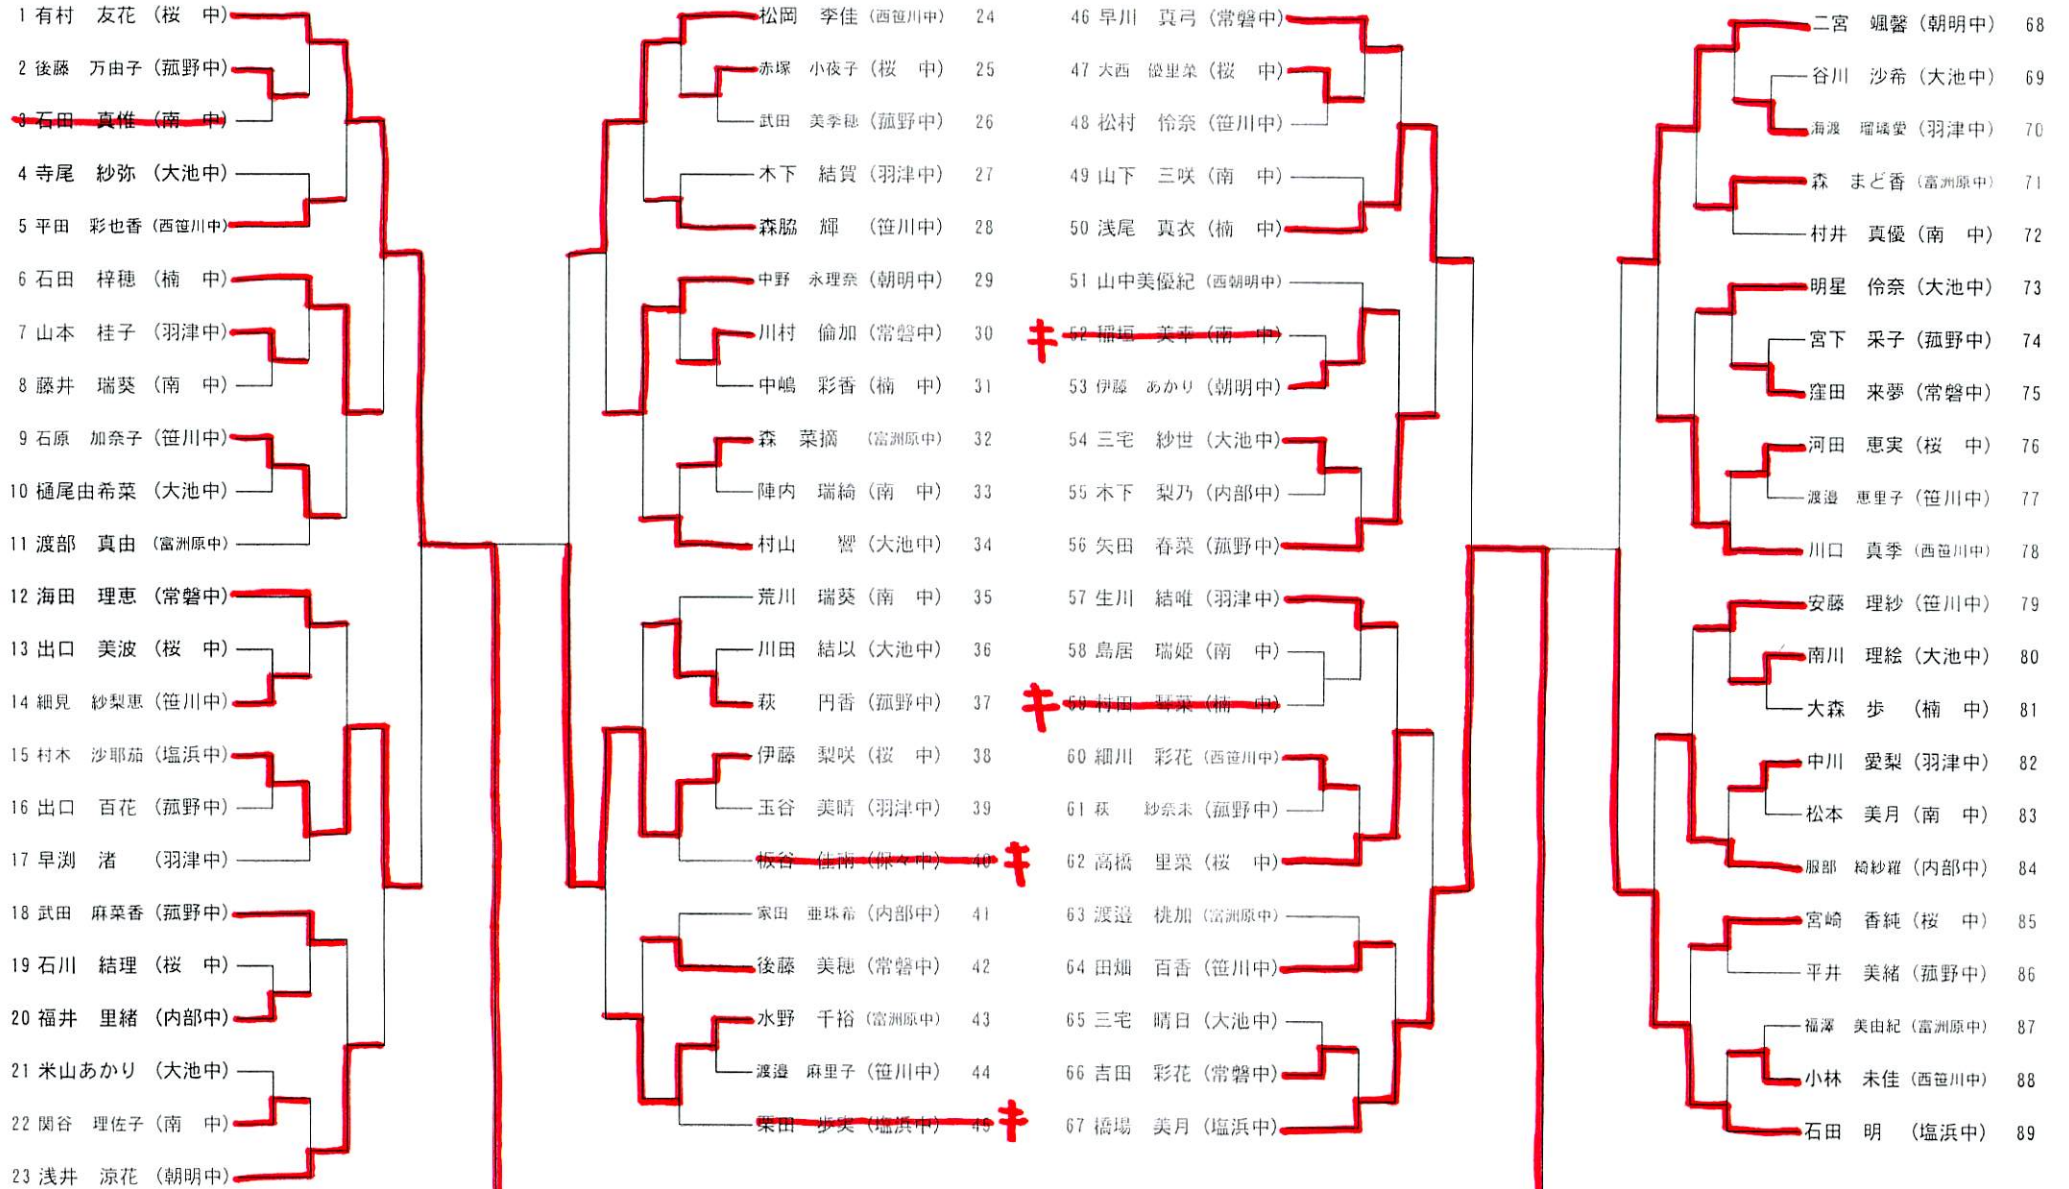 1 有村 友花 (桜 中)
2 後藤 万由子 (菰野中)
3 石田 真惟 (南 中)
4 寺尾 紗弥 (大池中)
5 平田 彩也香 (西笹川中)
6 石田 梓穂 (楠 中)
7 山本 桂子 (羽津中)
8 藤井 瑞葵 (南 中)
9 石原 加奈子 (笹川中)
10 樋尾由希菜 (大池中)
11 渡部 真由 (富洲原中)
12 海田 理恵 (常磐中)
13 出口 美波 (桜 中)
14 細見 紗梨恵 (笹川中)
15 村木 沙耶茄 (塩浜中)
16 出口 百花 (菰野中)
17 早渕 渚 (羽津中)
18 武田 麻菜香 (菰野中)
19 石川 結理 (桜 中)
20 福井 里緒 (内部中)
21 米山あかり (大池中)
22 関谷 理佐子 (南 中)
23 浅井 涼花 (朝明中)
松岡 李佳 (西笹川中) 24
赤塚 小夜子 (桜 中) 25
武田 美季穂 (菰野中) 26
木下 結賀 (羽津中) 27
森脇 輝 (笹川中) 28
中野 永理奈 (朝明中) 29
川村 倫加 (常磐中) 30
中嶋 彩香 (楠 中) 31
森 菜摘 (富洲原中) 32
陣内 瑞綺 (南 中) 33
村山 響 (大池中) 34
荒川 瑞葵 (南 中) 35
川田 結以 (大池中) 36
萩 円香 (菰野中) 37
伊藤 梨咲 (桜 中) 38
玉谷 美晴 (羽津中) 39
板谷 佳南 (保々中) 40 キ
家田 亜珠希 (内部中) 41
後藤 美穂 (常磐中) 42
水野 千裕 (富洲原中) 43
渡邉 麻里子 (笹川中) 44
栗田 歩実 (塩浜中) 45 キ
46 早川 真弓 (常磐中)
47 大西 優里菜 (桜 中)
48 松村 伶奈 (笹川中)
49 山下 三咲 (南 中)
50 浅尾 真衣 (楠 中)
51 山中美優紀 (西朝明中)
キ 52 稲垣 美幸 (南 中)
53 伊藤 あかり (朝明中)
54 三宅 紗世 (大池中)
55 木下 梨乃 (内部中)
56 矢田 春菜 (菰野中)
57 生川 結唯 (羽津中)
58 島居 瑞姫 (南 中)
キ 59 村田 琴菜 (楠 中)
60 細川 彩花 (西笹川中)
61 萩 紗奈未 (菰野中)
62 高橋 里菜 (桜 中)
63 渡邉 桃加 (富洲原中)
64 田畑 百香 (笹川中)
65 三宅 晴日 (大池中)
66 吉田 彩花 (常磐中)
67 橋場 美月 (塩浜中)
二宮 颯馨 (朝明中) 68
谷川 沙希 (大池中) 69
海渡 瑠璃愛 (羽津中) 70
森 まど香 (富洲原中) 71
村井 真優 (南 中) 72
明星 伶奈 (大池中) 73
宮下 采子 (菰野中) 74
窪田 来夢 (常磐中) 75
河田 恵実 (桜 中) 76
渡邉 恵里子 (笹川中) 77
川口 真季 (西笹川中) 78
安藤 理紗 (笹川中) 79
南川 理絵 (大池中) 80
大森 歩 (楠 中) 81
中川 愛梨 (羽津中) 82
松本 美月 (南 中) 83
服部 綺紗羅 (内部中) 84
宮崎 香純 (桜 中) 85
平井 美緒 (菰野中) 86
福澤 美由紀 (富洲原中) 87
小林 未佳 (西笹川中) 88
石田 明 (塩浜中) 89